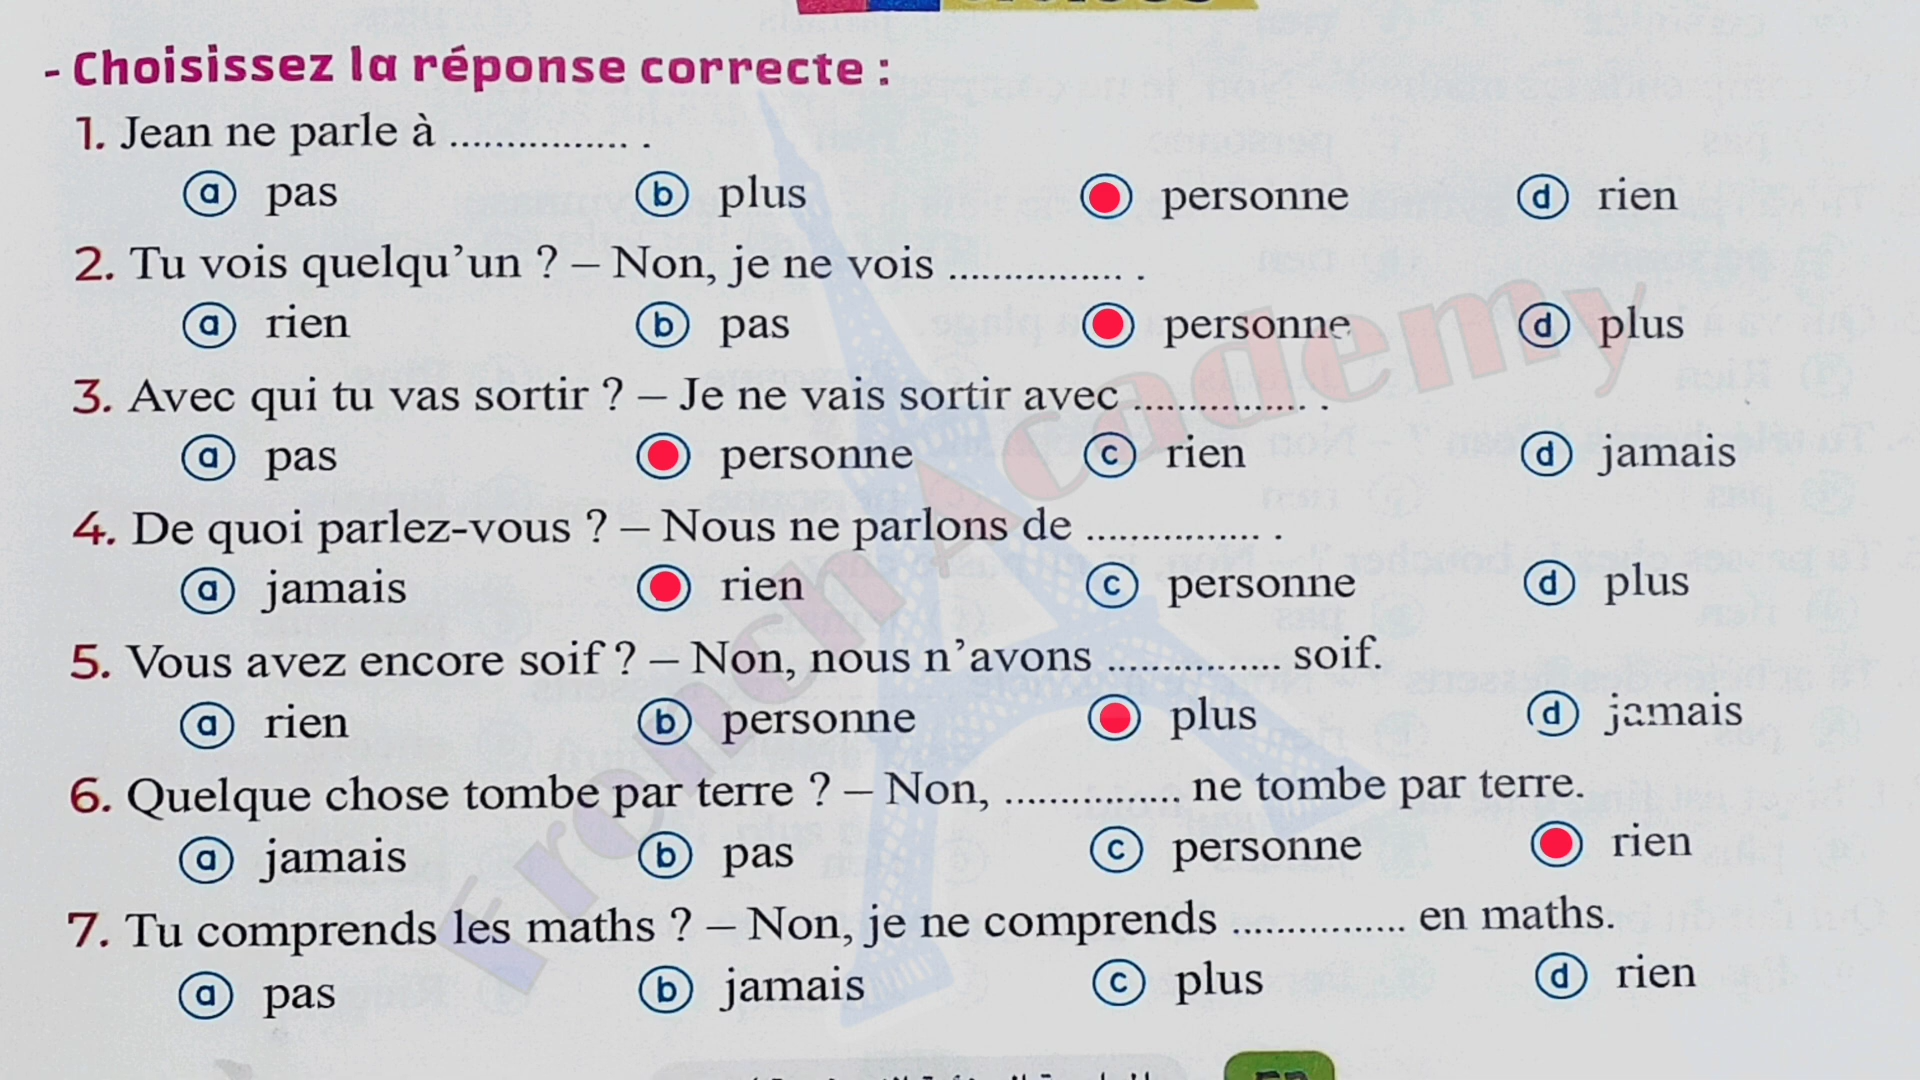 - Choisissez la réponse correcte :
1. Jean ne parle à ................ .
a pas b plus personne d rien
2. Tu vois quelqu'un ? – Non, je ne vois ................ .
a rien b pas personne d plus
3. Avec qui tu vas sortir ? – Je ne vais sortir avec ................ .
a pas personne c rien d jamais
4. De quoi parlez-vous ? – Nous ne parlons de ................ .
a jamais rien c personne d plus
5. Vous avez encore soif ? – Non, nous n'avons ................ soif.
a rien b personne plus d jamais
6. Quelque chose tombe par terre ? – Non, ................ ne tombe par terre.
a jamais b pas c personne rien
7. Tu comprends les maths ? – Non, je ne comprends ................ en maths.
a pas b jamais c plus d rien
French Academy